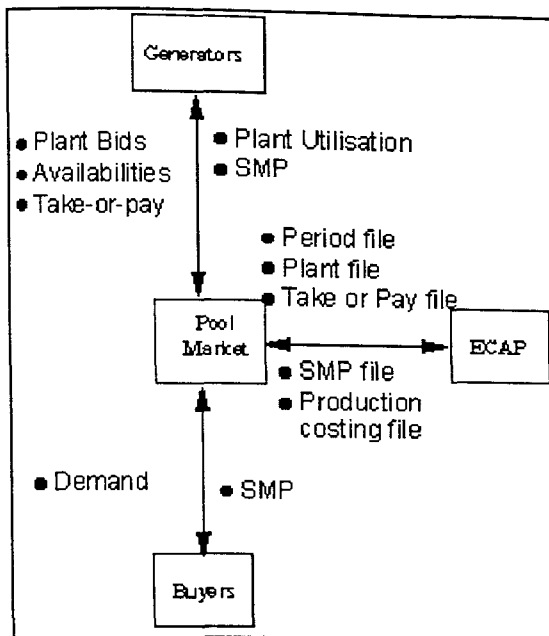 Generators
● Plant Bids
● Availabilities
● Take-or-pay
● Plant Utilisation
● SMP
● Period file
● Plant file
● Take or Pay file
Pool
Market
ECAP
● SMP file
● Production
costing file
● Demand
● SMP
Buyers